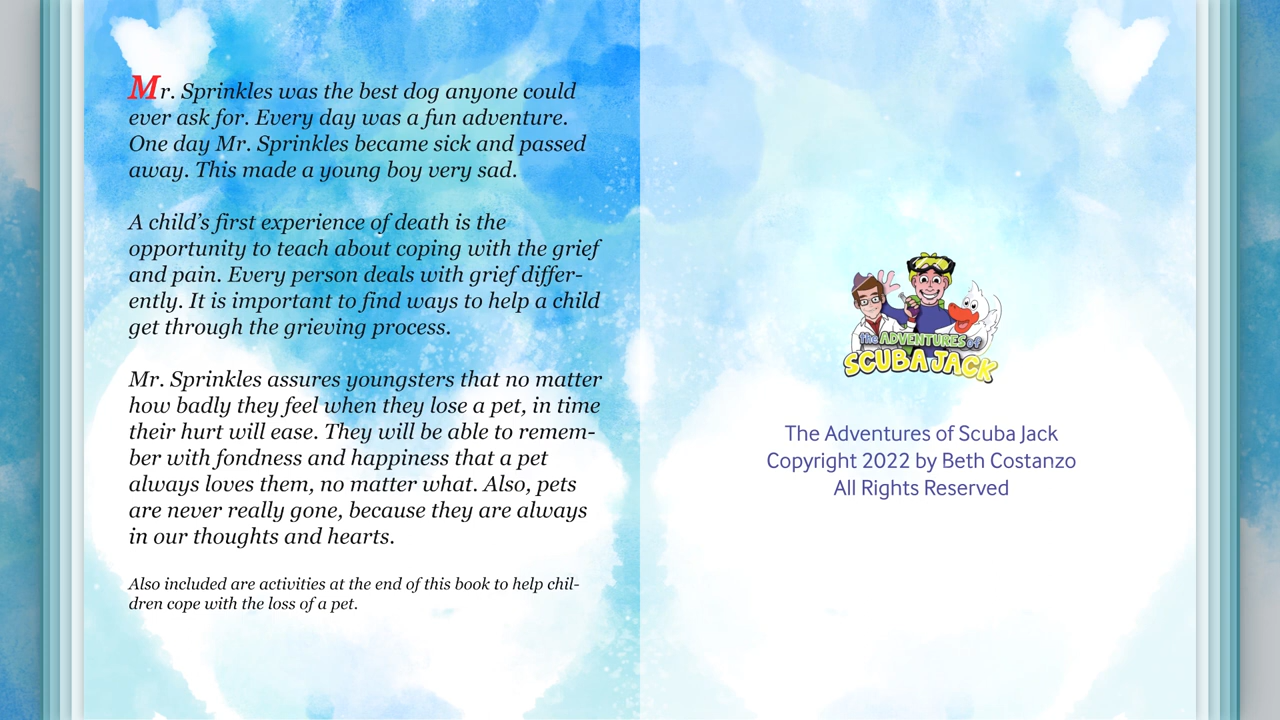 Mr. Sprinkles was the best dog anyone could
ever ask for. Every day was a fun adventure.
One day Mr. Sprinkles became sick and passed
away. This made a young boy very sad.
A child’s first experience of death is the
opportunity to teach about coping with the grief
and pain. Every person deals with grief differ-
ently. It is important to find ways to help a child
get through the grieving process.
Mr. Sprinkles assures youngsters that no matter
how badly they feel when they lose a pet, in time
their hurt will ease. They will be able to remem-
ber with fondness and happiness that a pet
always loves them, no matter what. Also, pets
are never really gone, because they are always
in our thoughts and hearts.
Also included are activities at the end of this book to help chil-
dren cope with the loss of a pet.
the ADVENTURES of
SCUBA JACK
The Adventures of Scuba Jack
Copyright 2022 by Beth Costanzo
All Rights Reserved